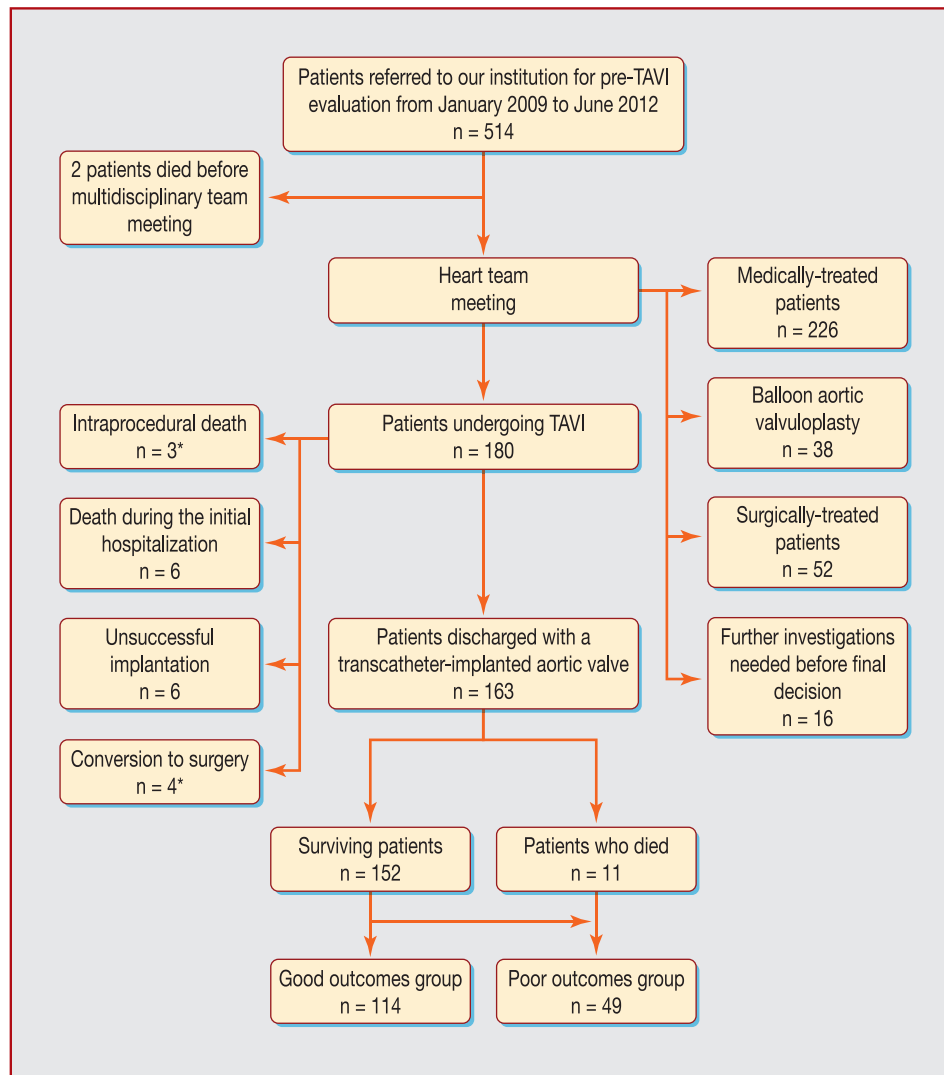 Patients referred to our institution for pre-TAVI
evaluation from January 2009 to June 2012
n = 514
2 patients died before
multidisciplinary team
meeting
Heart team
meeting
Medically-treated
patients
n = 226
Balloon aortic
valvuloplasty
n = 38
Surgically-treated
patients
n = 52
Further investigations
needed before final
decision
n = 16
Patients undergoing TAVI
n = 180
Intraprocedural death
n = 3*
Death during the initial
hospitalization
n = 6
Unsuccessful
implantation
n = 6
Conversion to surgery
n = 4*
Patients discharged with a
transcatheter-implanted aortic valve
n = 163
Surviving patients
n = 152
Patients who died
n = 11
Good outcomes group
n = 114
Poor outcomes group
n = 49